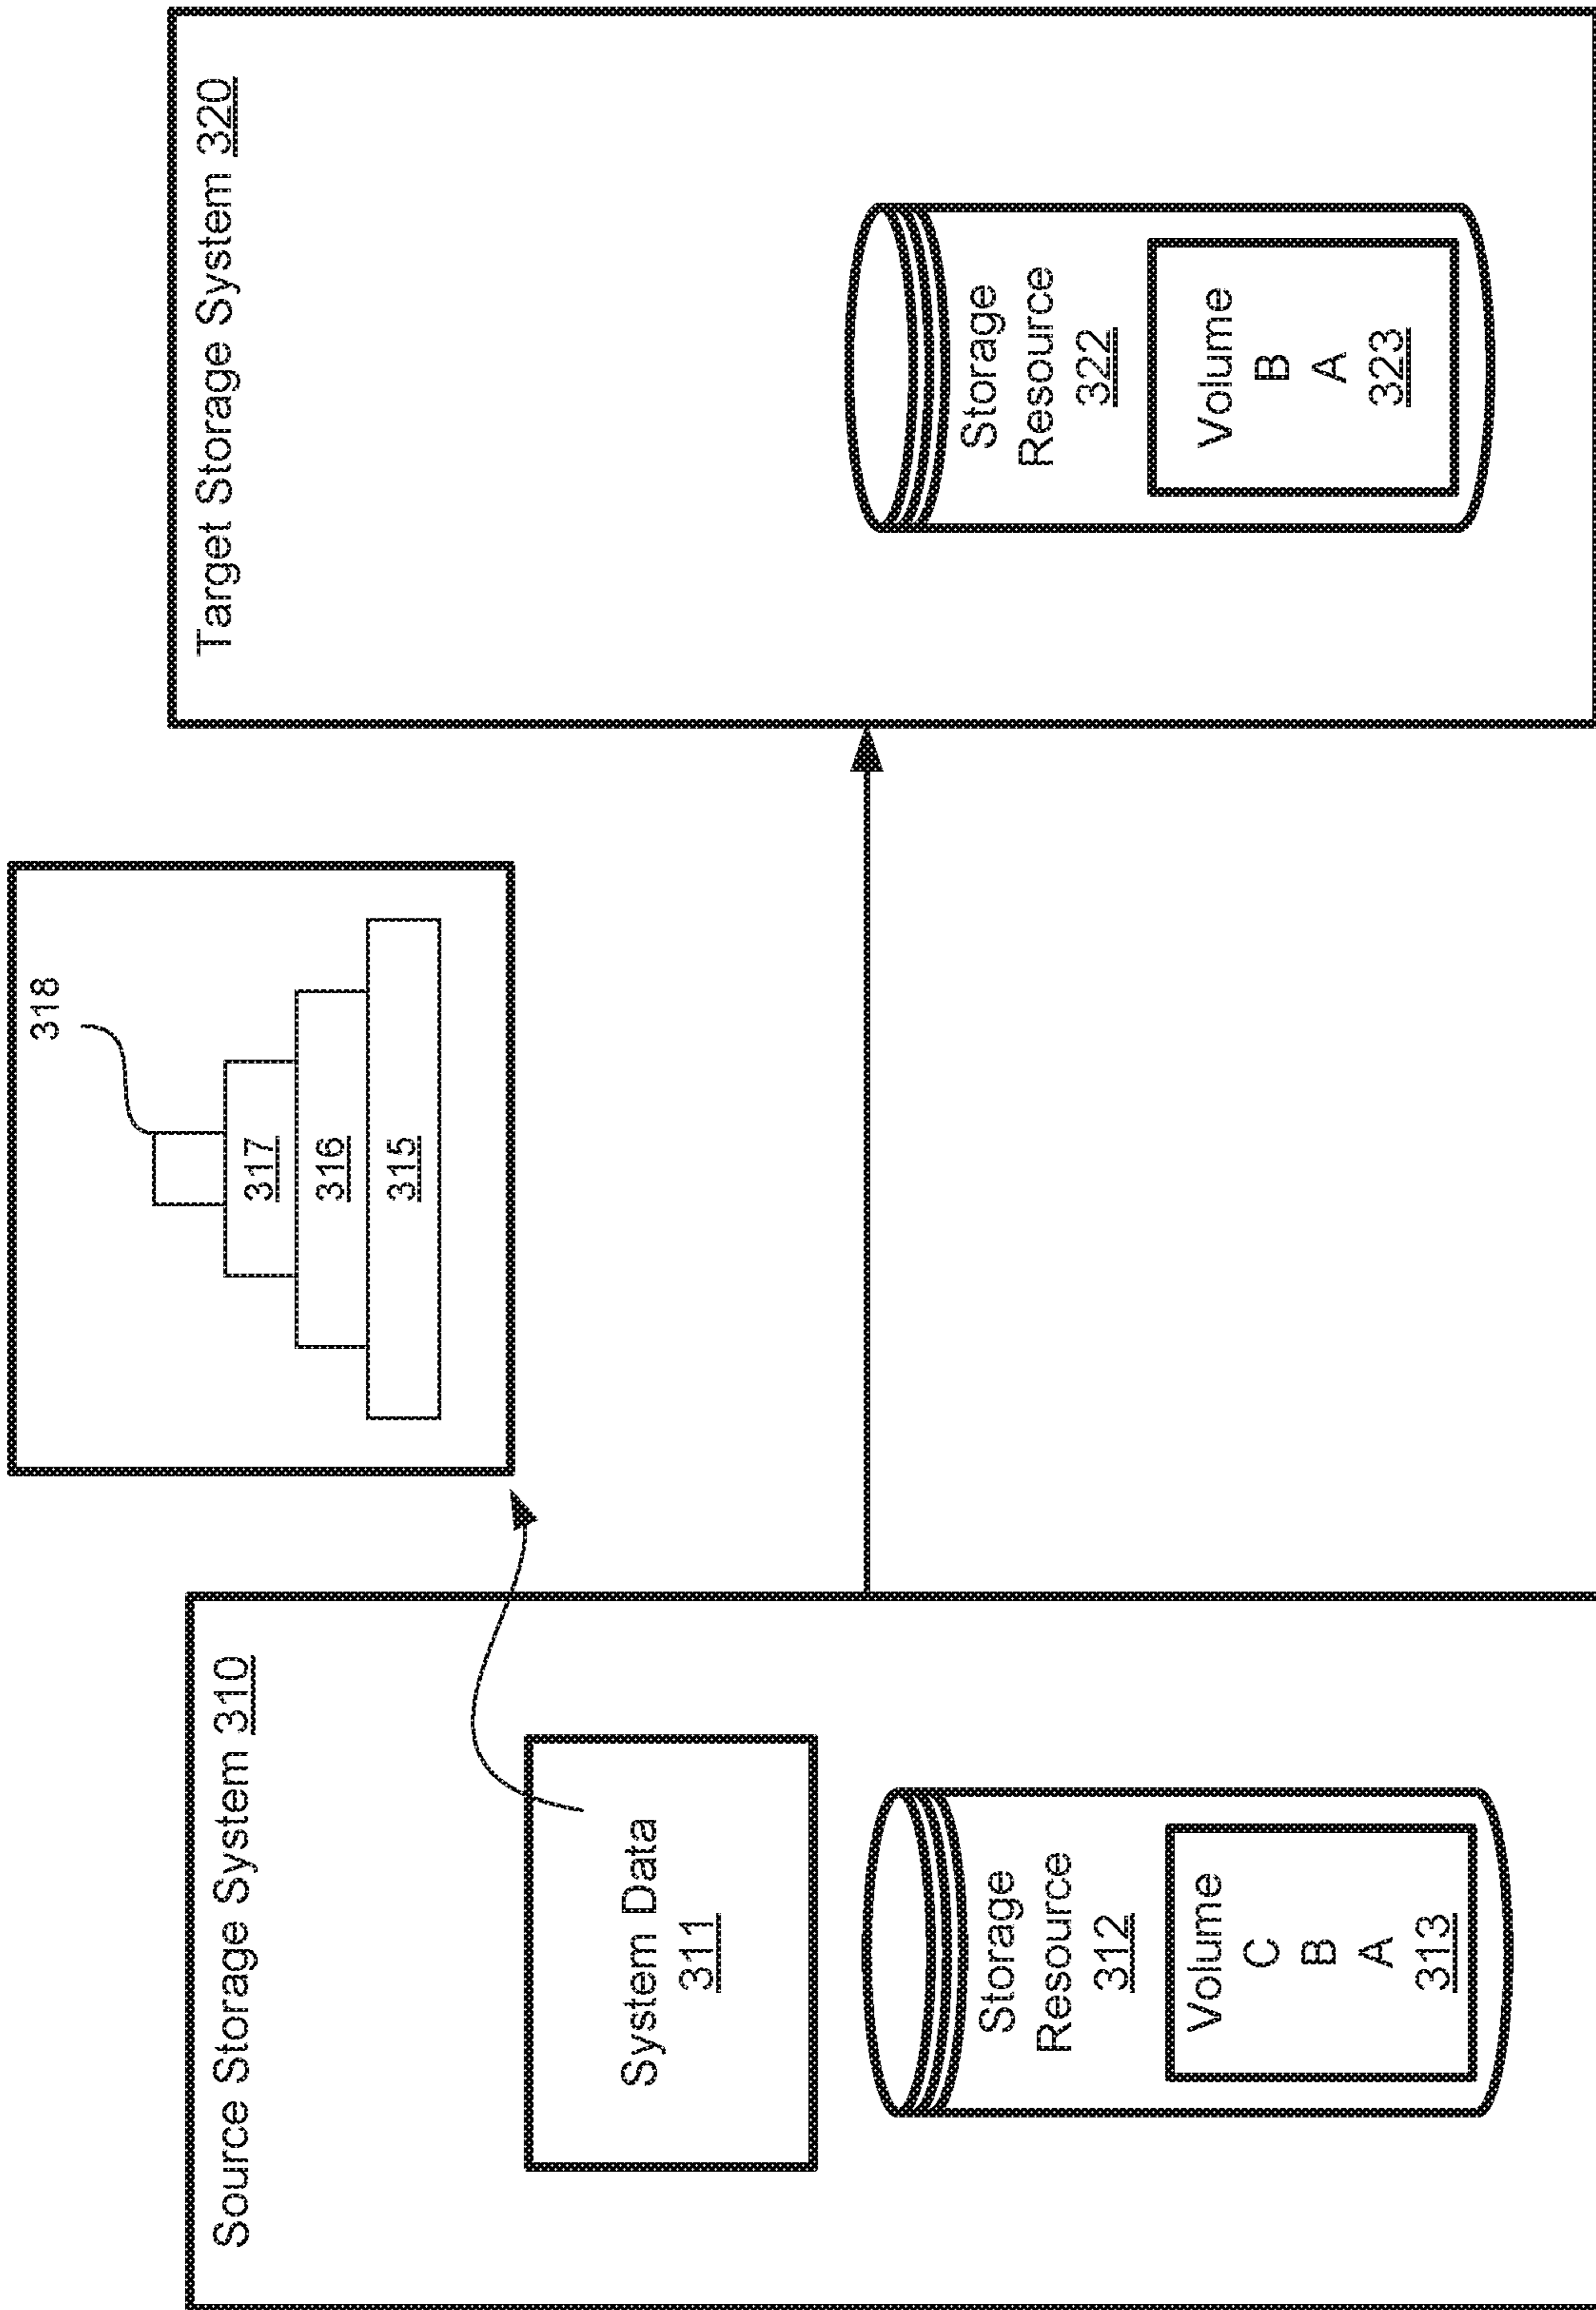 Source Storage System 310
System Data
311
Storage
Resource
312
Volume
C
B
A
313
318
317
316
315
Target Storage System 320
Storage
Resource
322
Volume
B
A
323